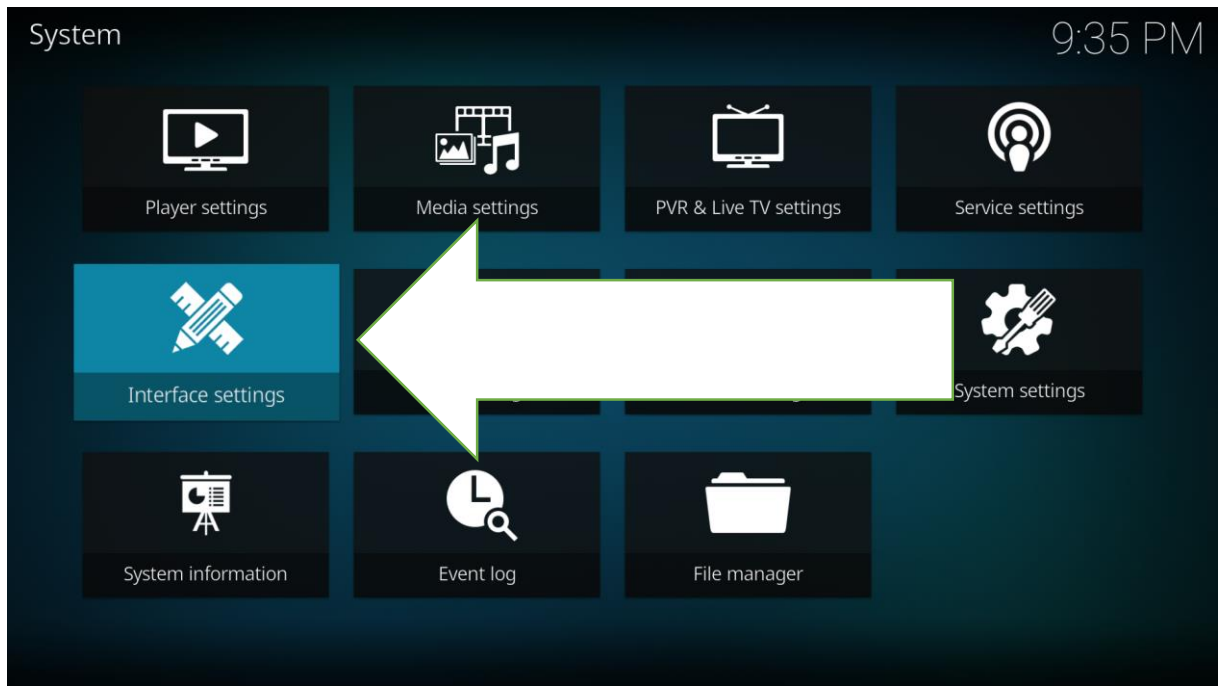 System
9:35 PM
Player settings
Media settings
PVR & Live TV settings
Service settings
Interface settings
System settings
System information
Event log
File manager